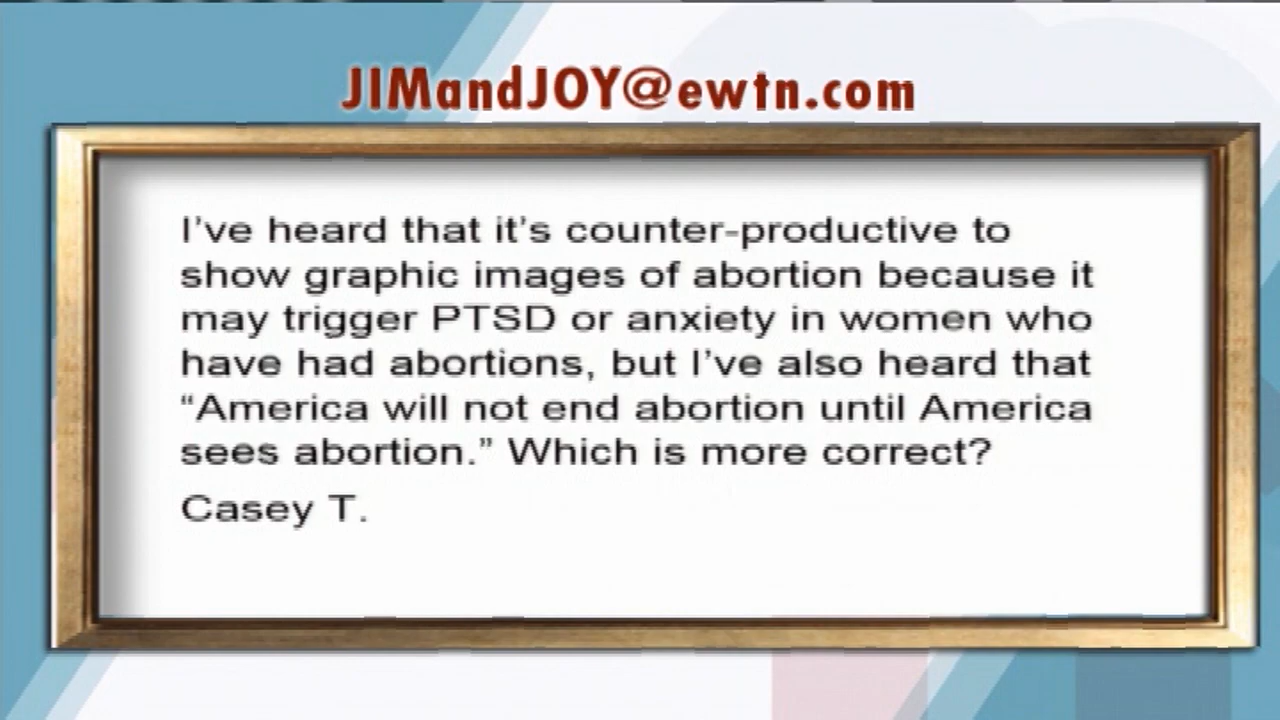 JIMandJOY@ewtn.com
I’ve heard that it’s counter-productive to
show graphic images of abortion because it
may trigger PTSD or anxiety in women who
have had abortions, but I’ve also heard that
“America will not end abortion until America
sees abortion.” Which is more correct?
Casey T.